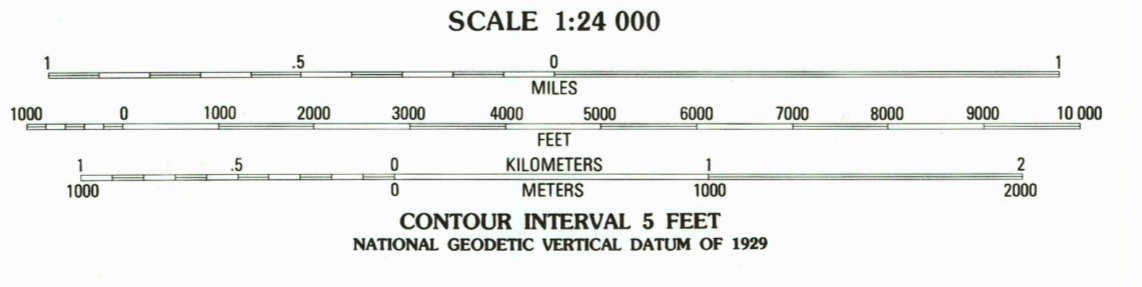 SCALE 1:24 000
1 .5 0 1
MILES
1000 0 1000 2000 3000 4000 5000 6000 7000 8000 9000 10 000
FEET
1 .5 0 KILOMETERS 1 2
1000 0 METERS 1000 2000
CONTOUR INTERVAL 5 FEET
NATIONAL GEODETIC VERTICAL DATUM OF 1929